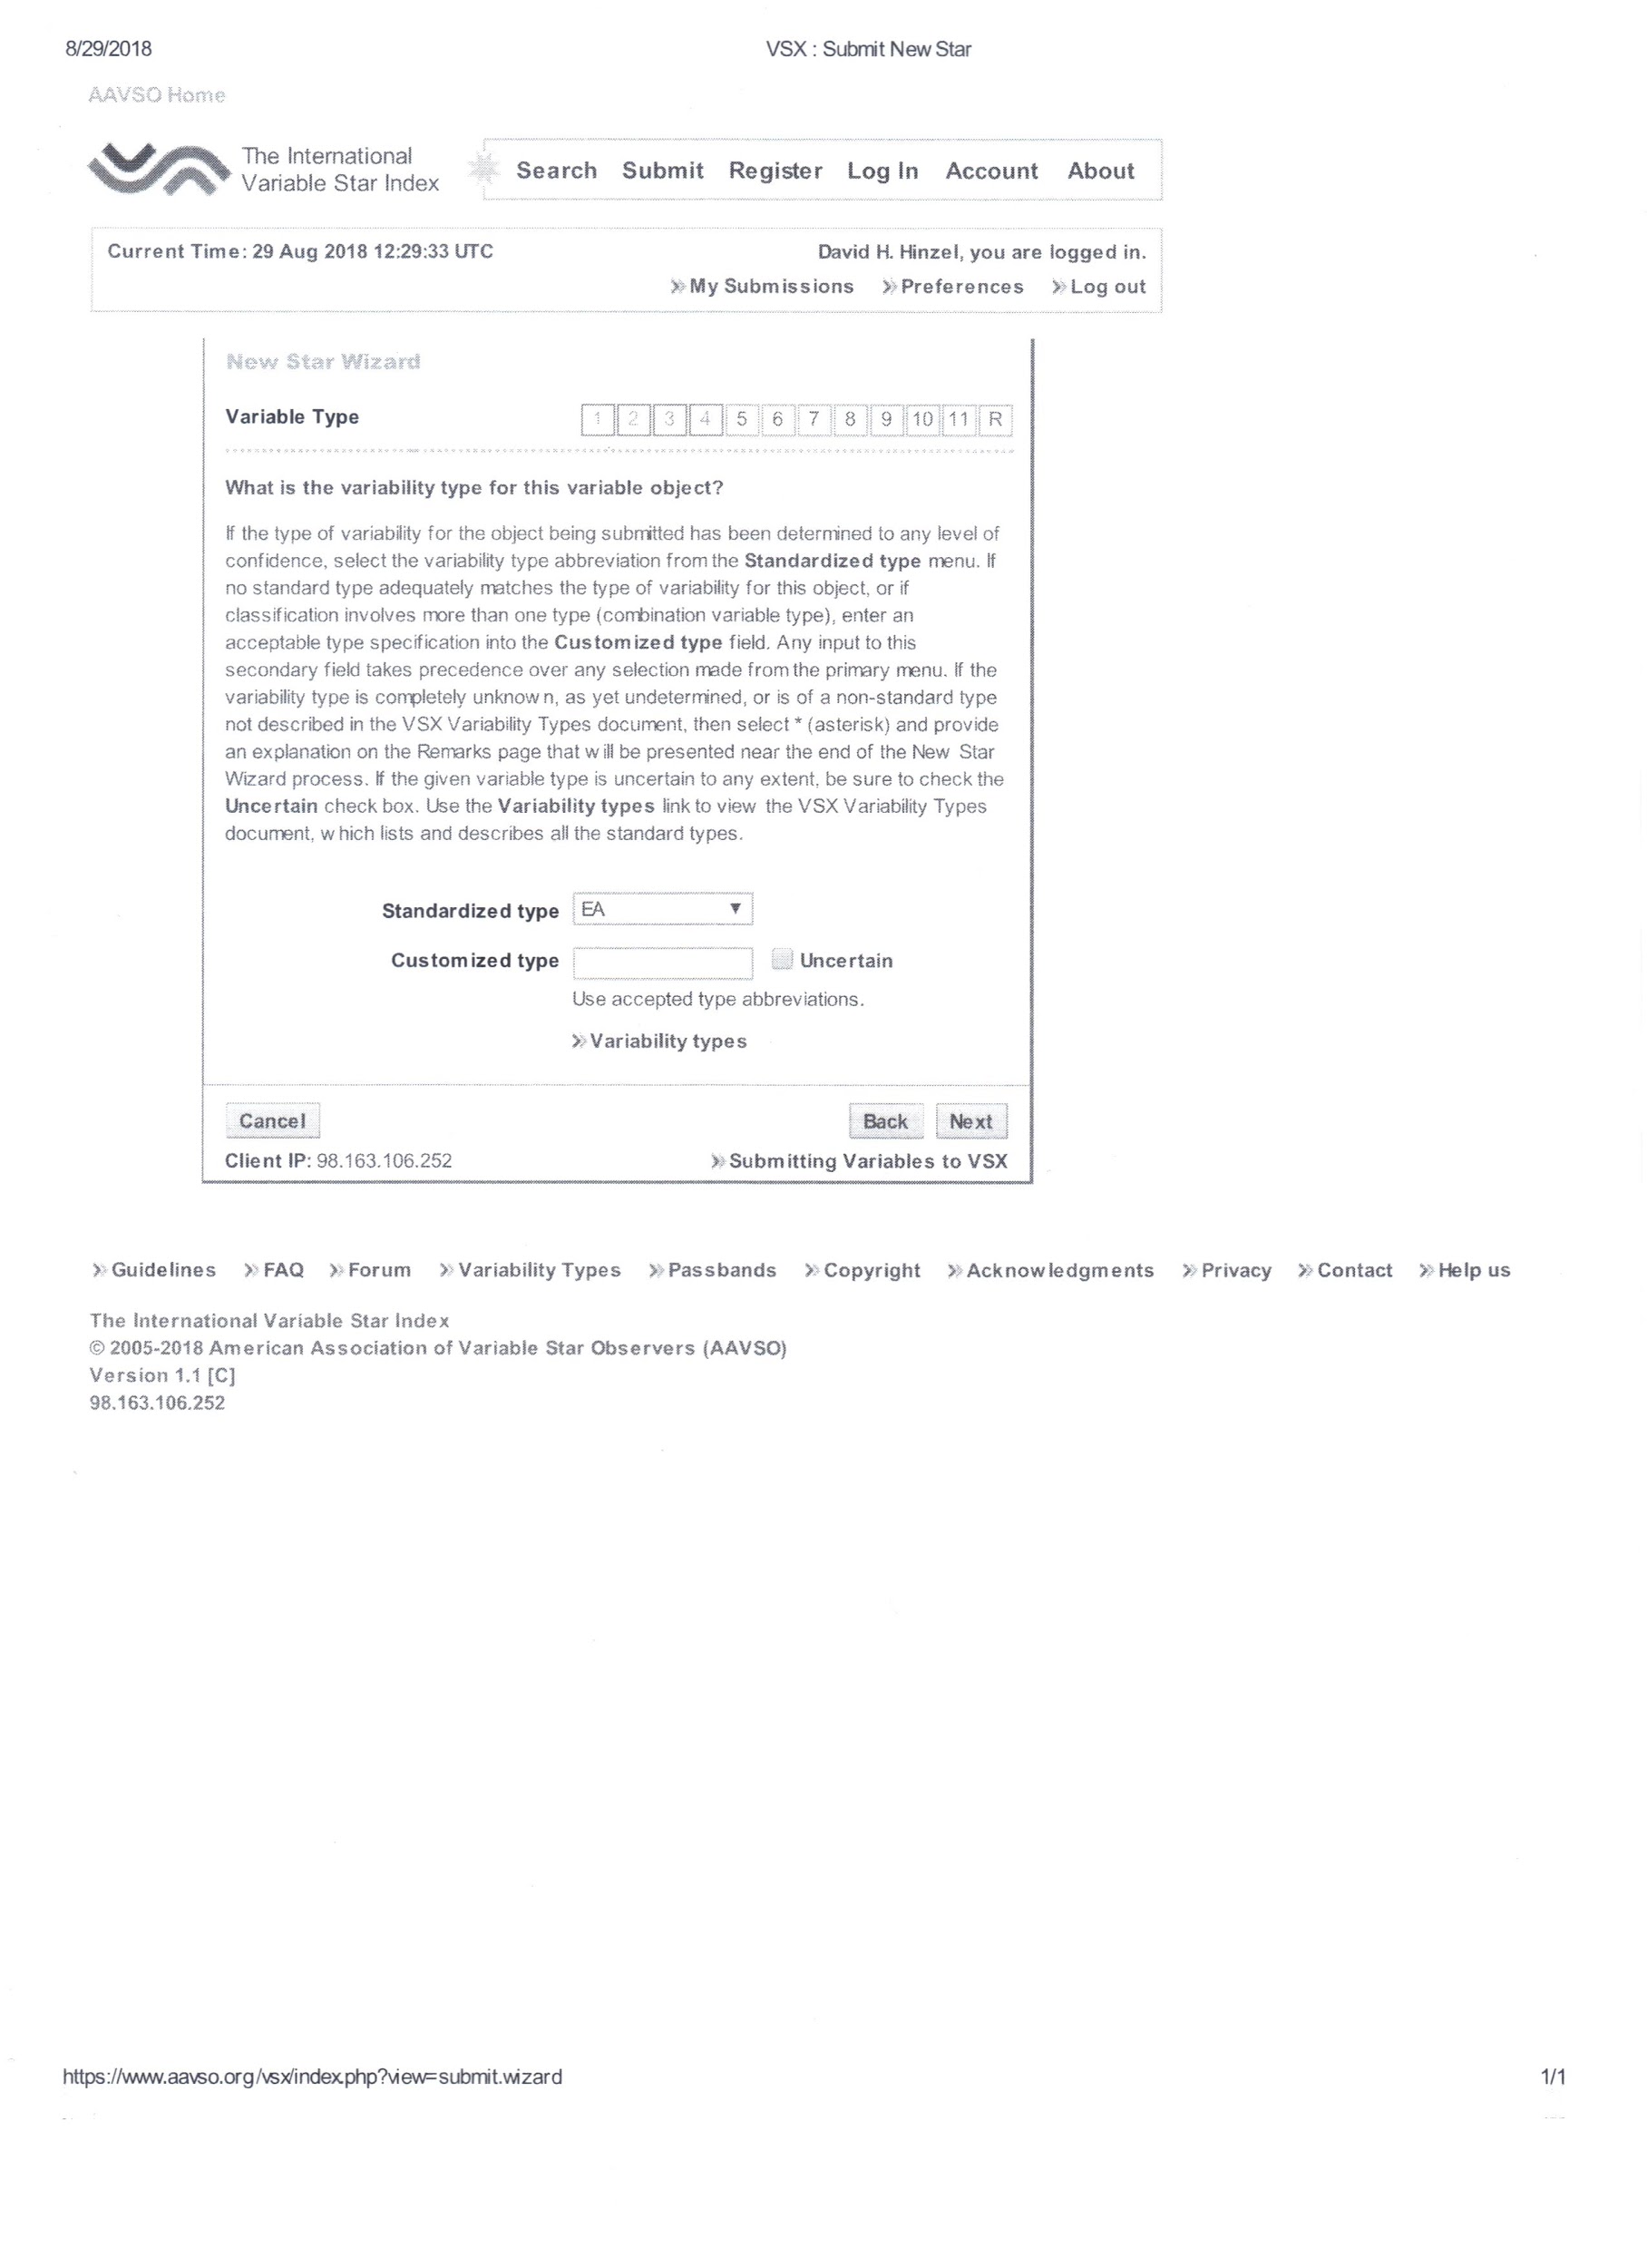 8/29/2018 VSX : Submit New Star
AAVSO Home
The International
Variable Star Index
Search Submit Register Log In Account About
Current Time: 29 Aug 2018 12:29:33 UTC David H. Hinzel, you are logged in.
» My Submissions » Preferences » Log out
New Star Wizard
Variable Type 1 2 3 4 5 6 7 8 9 10 11 R
What is the variability type for this variable object?
If the type of variability for the object being submitted has been determined to any level of
confidence, select the variability type abbreviation from the Standardized type menu. If
no standard type adequately matches the type of variability for this object, or if
classification involves more than one type (combination variable type), enter an
acceptable type specification into the Customized type field. Any input to this
secondary field takes precedence over any selection made from the primary menu. If the
variability type is completely unknown, as yet undetermined, or is of a non-standard type
not described in the VSX Variability Types document, then select * (asterisk) and provide
an explanation on the Remarks page that will be presented near the end of the New Star
Wizard process. If the given variable type is uncertain to any extent, be sure to check the
Uncertain check box. Use the Variability types link to view the VSX Variability Types
document, which lists and describes all the standard types.
Standardized type EA ▼
Customized type Uncertain
Use accepted type abbreviations.
» Variability types
Cancel Back Next
Client IP: 98.163.106.252 » Submitting Variables to VSX
» Guidelines » FAQ » Forum » Variability Types » Passbands » Copyright » Acknowledgments » Privacy » Contact » Help us
The International Variable Star Index
© 2005-2018 American Association of Variable Star Observers (AAVSO)
Version 1.1 [C]
98.163.106.252
https://www.aavso.org/vsx/index.php?view=submit.wizard 1/1